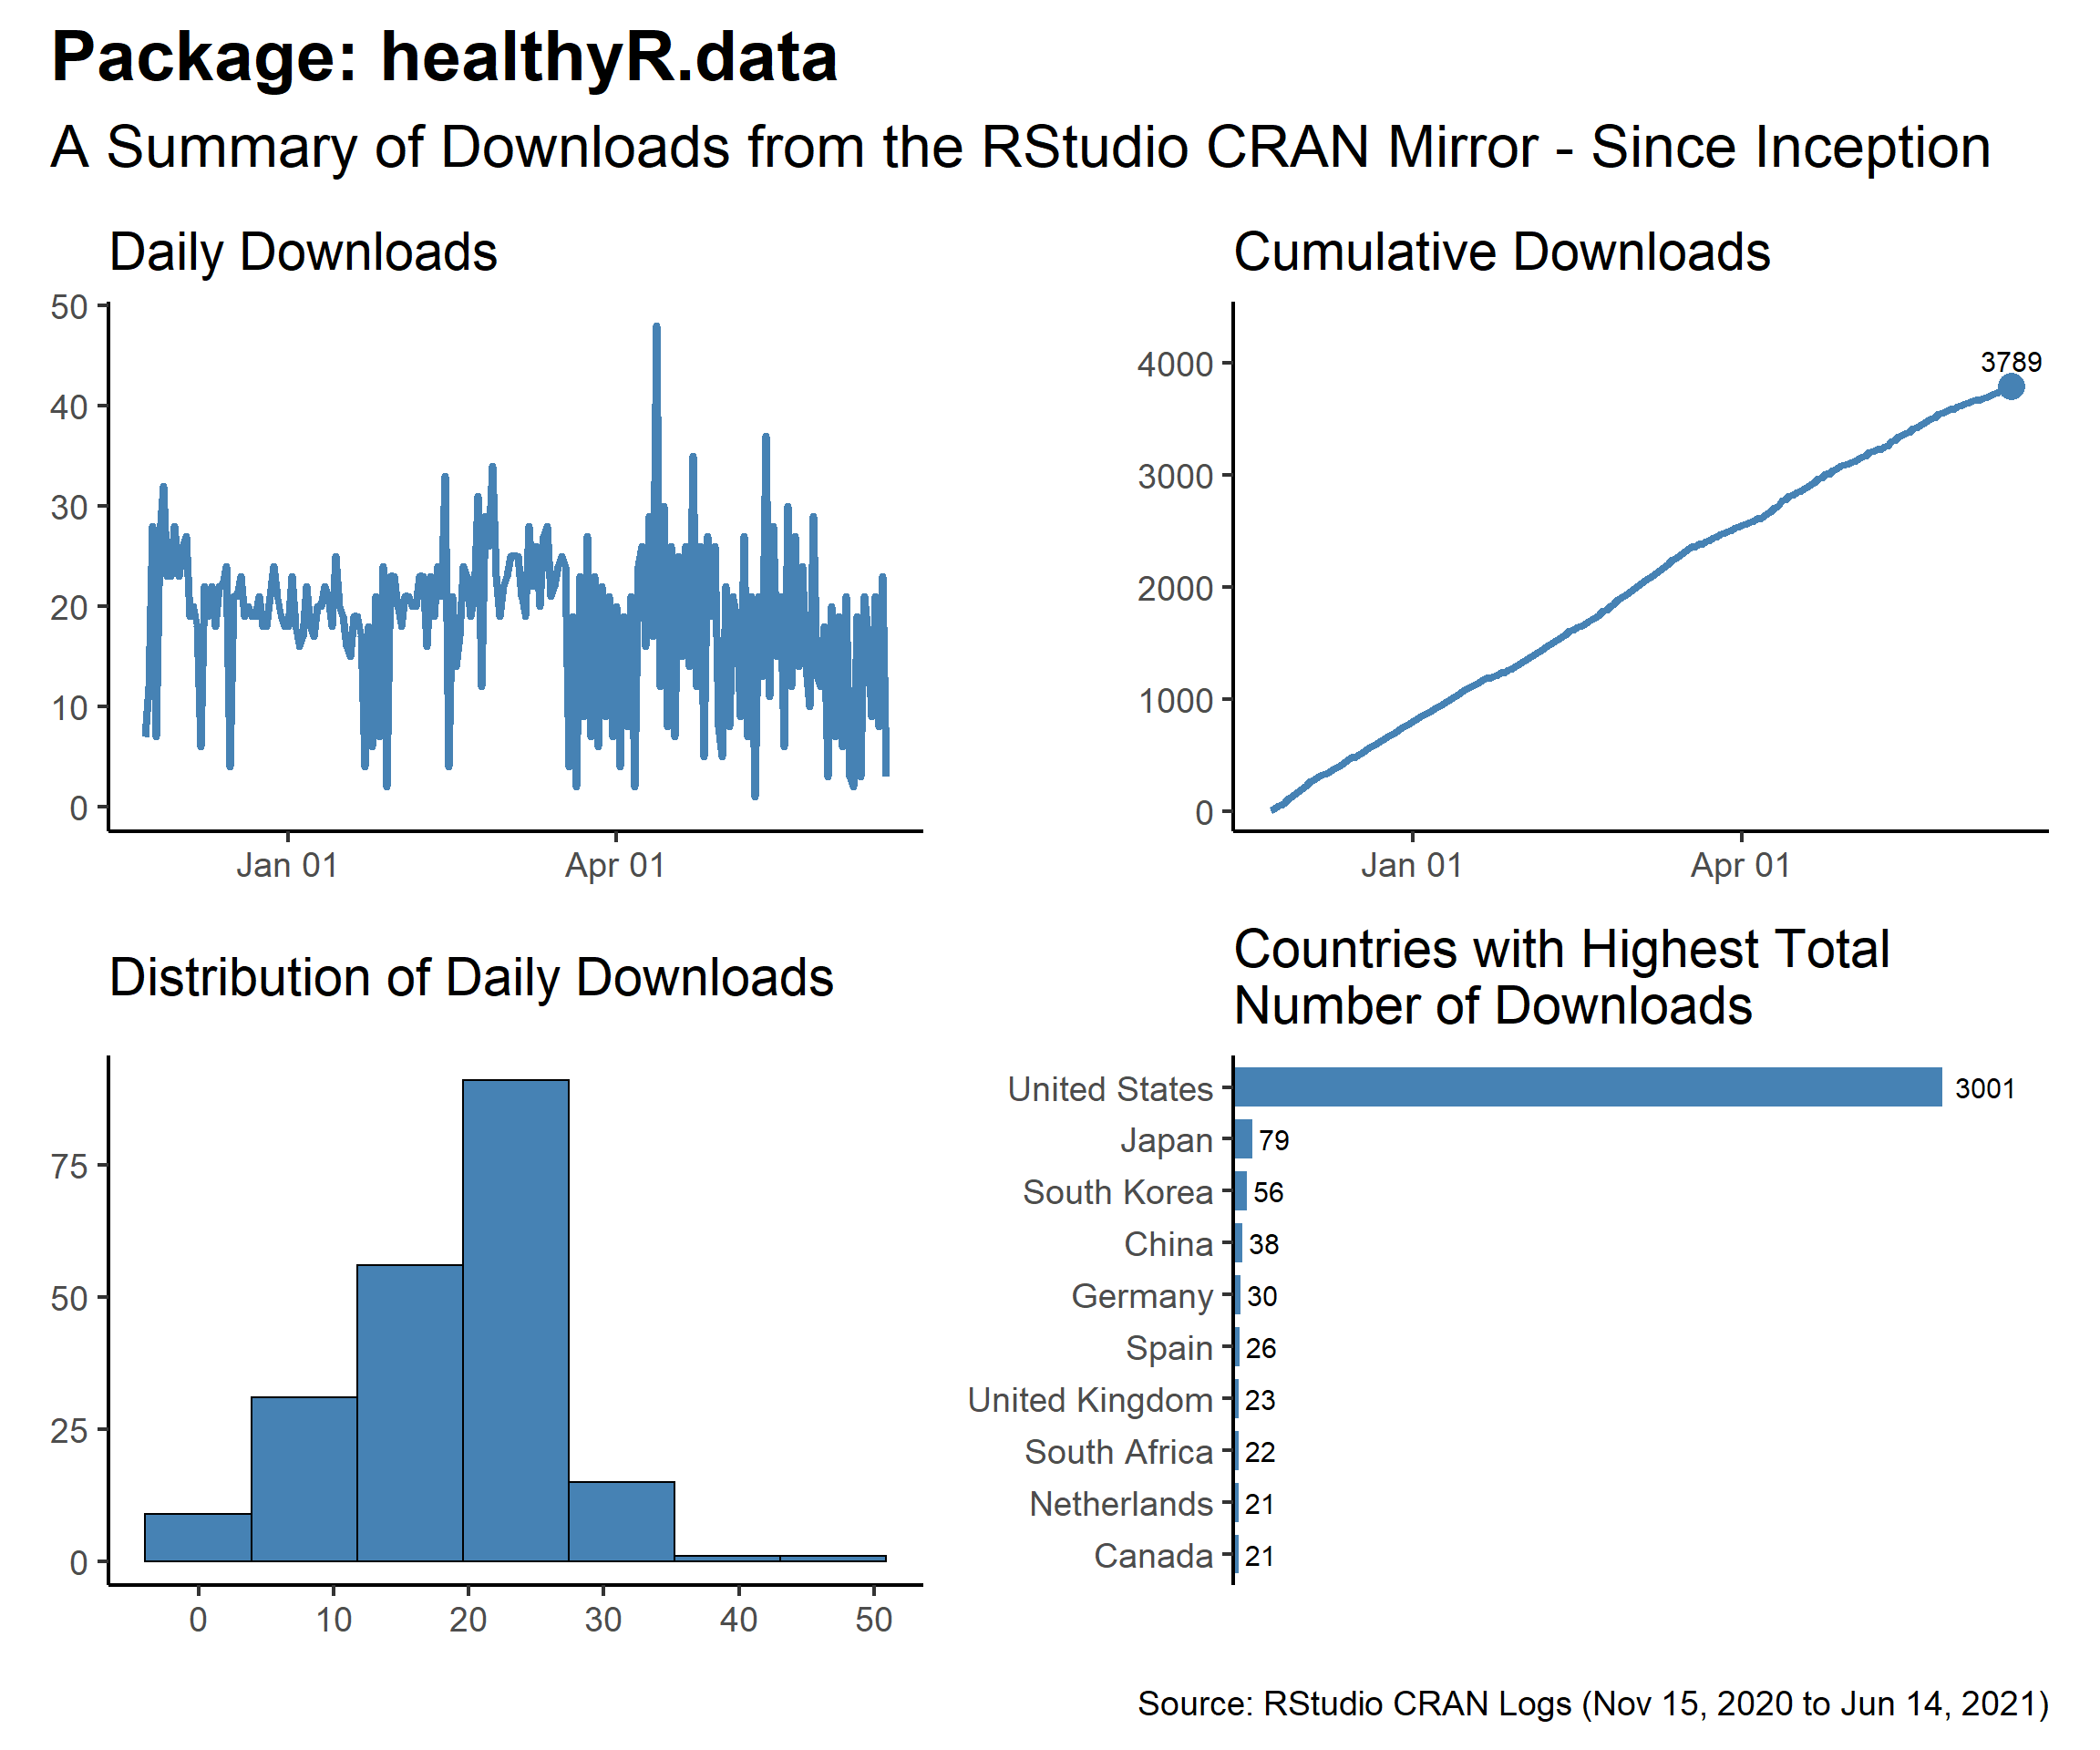 Package: healthyR.data
A Summary of Downloads from the RStudio CRAN Mirror - Since Inception
Daily Downloads
50
40
30
20
10
0
Jan 01 Apr 01
Cumulative Downloads
4000
3000
2000
1000
0
3789
Jan 01 Apr 01
Distribution of Daily Downloads
75
50
25
0
0 10 20 30 40 50
Countries with Highest Total
Number of Downloads
United States 3001
Japan 79
South Korea 56
China 38
Germany 30
Spain 26
United Kingdom 23
South Africa 22
Netherlands 21
Canada 21
Source: RStudio CRAN Logs (Nov 15, 2020 to Jun 14, 2021)